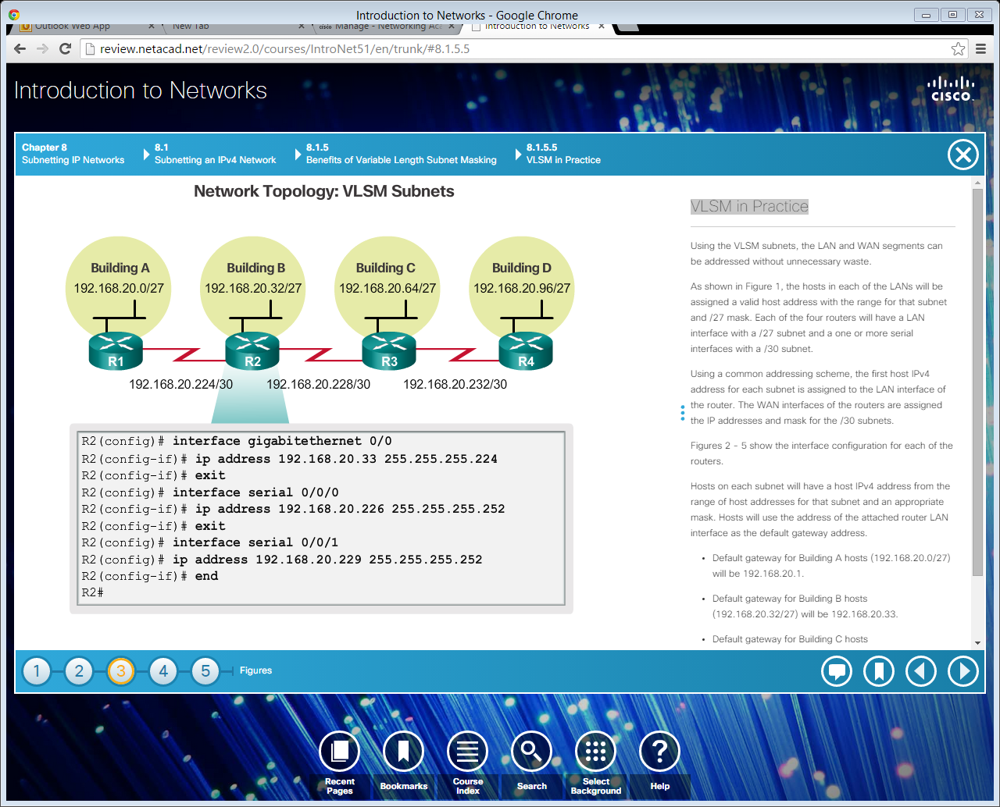 Introduction to Networks - Google Chrome
Outlook Web App
New Tab
Manage - Networking Aca
Introduction to Networks
review.netacad.net/review2.0/courses/IntroNet51/en/trunk/#8.1.5.5
Introduction to Networks
CISCO
Chapter 8
Subnetting IP Networks
8.1
Subnetting an IPv4 Network
8.1.5
Benefits of Variable Length Subnet Masking
8.1.5.5
VLSM in Practice
Network Topology: VLSM Subnets
Building A
192.168.20.0/27
Building B
192.168.20.32/27
Building C
192.168.20.64/27
Building D
192.168.20.96/27
R1
R2
R3
R4
192.168.20.224/30
192.168.20.228/30
192.168.20.232/30
R2(config)# interface gigabitethernet 0/0
R2(config-if)# ip address 192.168.20.33 255.255.255.224
R2(config-if)# exit
R2(config)# interface serial 0/0/0
R2(config-if)# ip address 192.168.20.226 255.255.255.252
R2(config-if)# exit
R2(config)# interface serial 0/0/1
R2(config)# ip address 192.168.20.229 255.255.255.252
R2(config-if)# end
R2#
VLSM in Practice
Using the VLSM subnets, the LAN and WAN segments can
be addressed without unnecessary waste.
As shown in Figure 1, the hosts in each of the LANs will be
assigned a valid host address with the range for that subnet
and /27 mask. Each of the four routers will have a LAN
interface with a /27 subnet and a one or more serial
interfaces with a /30 subnet.
Using a common addressing scheme, the first host IPv4
address for each subnet is assigned to the LAN interface of
the router. The WAN interfaces of the routers are assigned
the IP addresses and mask for the /30 subnets.
Figures 2 - 5 show the interface configuration for each of the
routers.
Hosts on each subnet will have a host IPv4 address from the
range of host addresses for that subnet and an appropriate
mask. Hosts will use the address of the attached router LAN
interface as the default gateway address.
• Default gateway for Building A hosts (192.168.20.0/27)
will be 192.168.20.1.
• Default gateway for Building B hosts
(192.168.20.32/27) will be 192.168.20.33.
• Default gateway for Building C hosts
1
2
3
4
5
Figures
Recent
Pages
Bookmarks
Course
Index
Search
Select
Background
?
Help